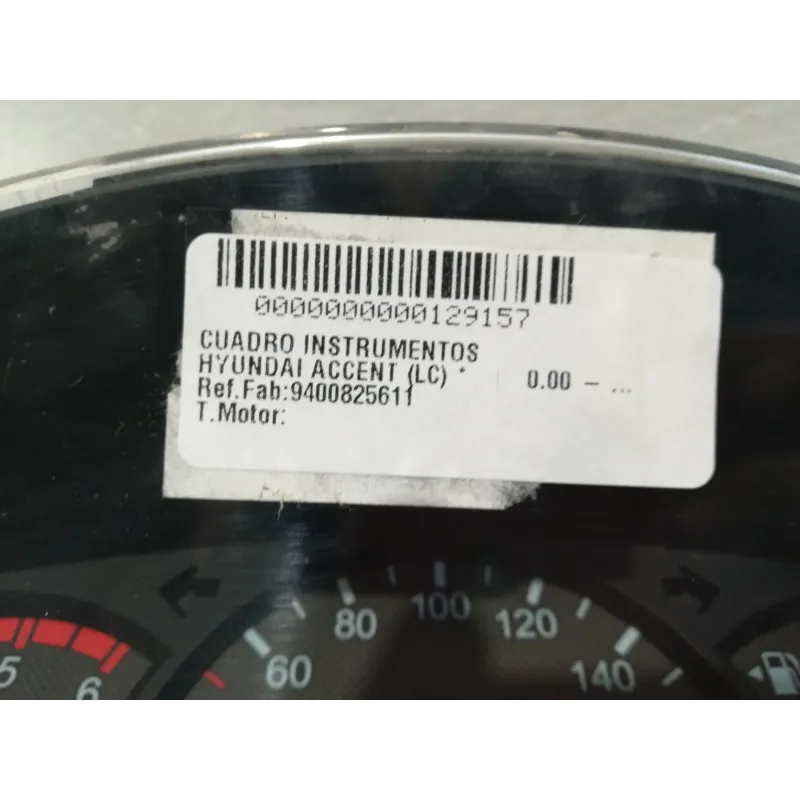 0000000000129157
CUADRO INSTRUMENTOS
HYUNDAI ACCENT (LC) * 0.00 - ...
Ref.Fab:9400825611
T.Motor:
80 100 120
60 140
5 6